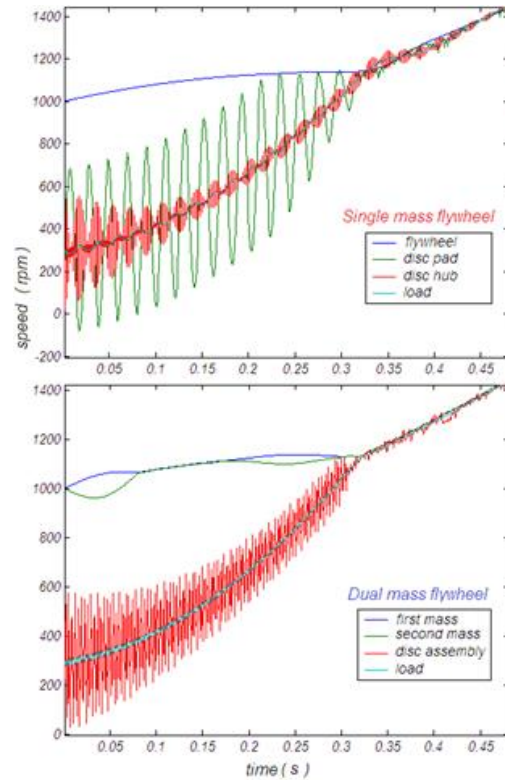 1400
1200
1000
800
600
400
200
0
-200
speed ( rpm )
Single mass flywheel
flywheel
disc pad
disc hub
load
0.05 0.1 0.15 0.2 0.25 0.3 0.35 0.4 0.45
1400
1200
1000
800
600
400
200
0
Dual mass flywheel
first mass
second mass
disc assembly
load
0.05 0.1 0.15 0.2 0.25 0.3 0.35 0.4 0.45
time ( s )